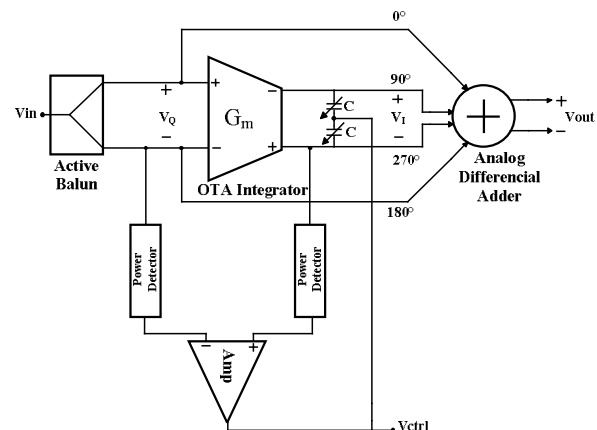 0°
90°
+
C
+
+
+
−
Vin
V_Q
G_m
V_I
+
Vout
−
C
−
−
+
−
Active
Balun
OTA Integrator
270°
Analog
Differencial
Adder
180°
Power
Detector
Power
Detector
−
+
Amp
Vctrl